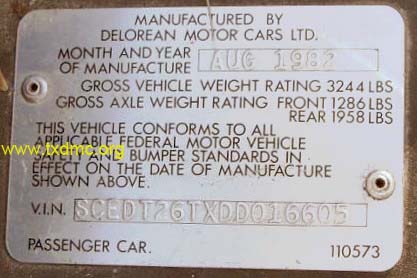 MANUFACTURED BY
DELOREAN MOTOR CARS LTD.
MONTH AND YEAR
OF MANUFACTURE AUG 1982
GROSS VEHICLE WEIGHT RATING 3244 LBS
GROSS AXLE WEIGHT RATING FRONT 1286 LBS
REAR 1958 LBS
THIS VEHICLE CONFORMS TO ALL
APPLICABLE FEDERAL MOTOR VEHICLE
www.txdmc.org
SAFETY AND BUMPER STANDARDS IN
EFFECT ON THE DATE OF MANUFACTURE
SHOWN ABOVE.
V.I.N. SCEDT26TXDD016605
PASSENGER CAR. 110573